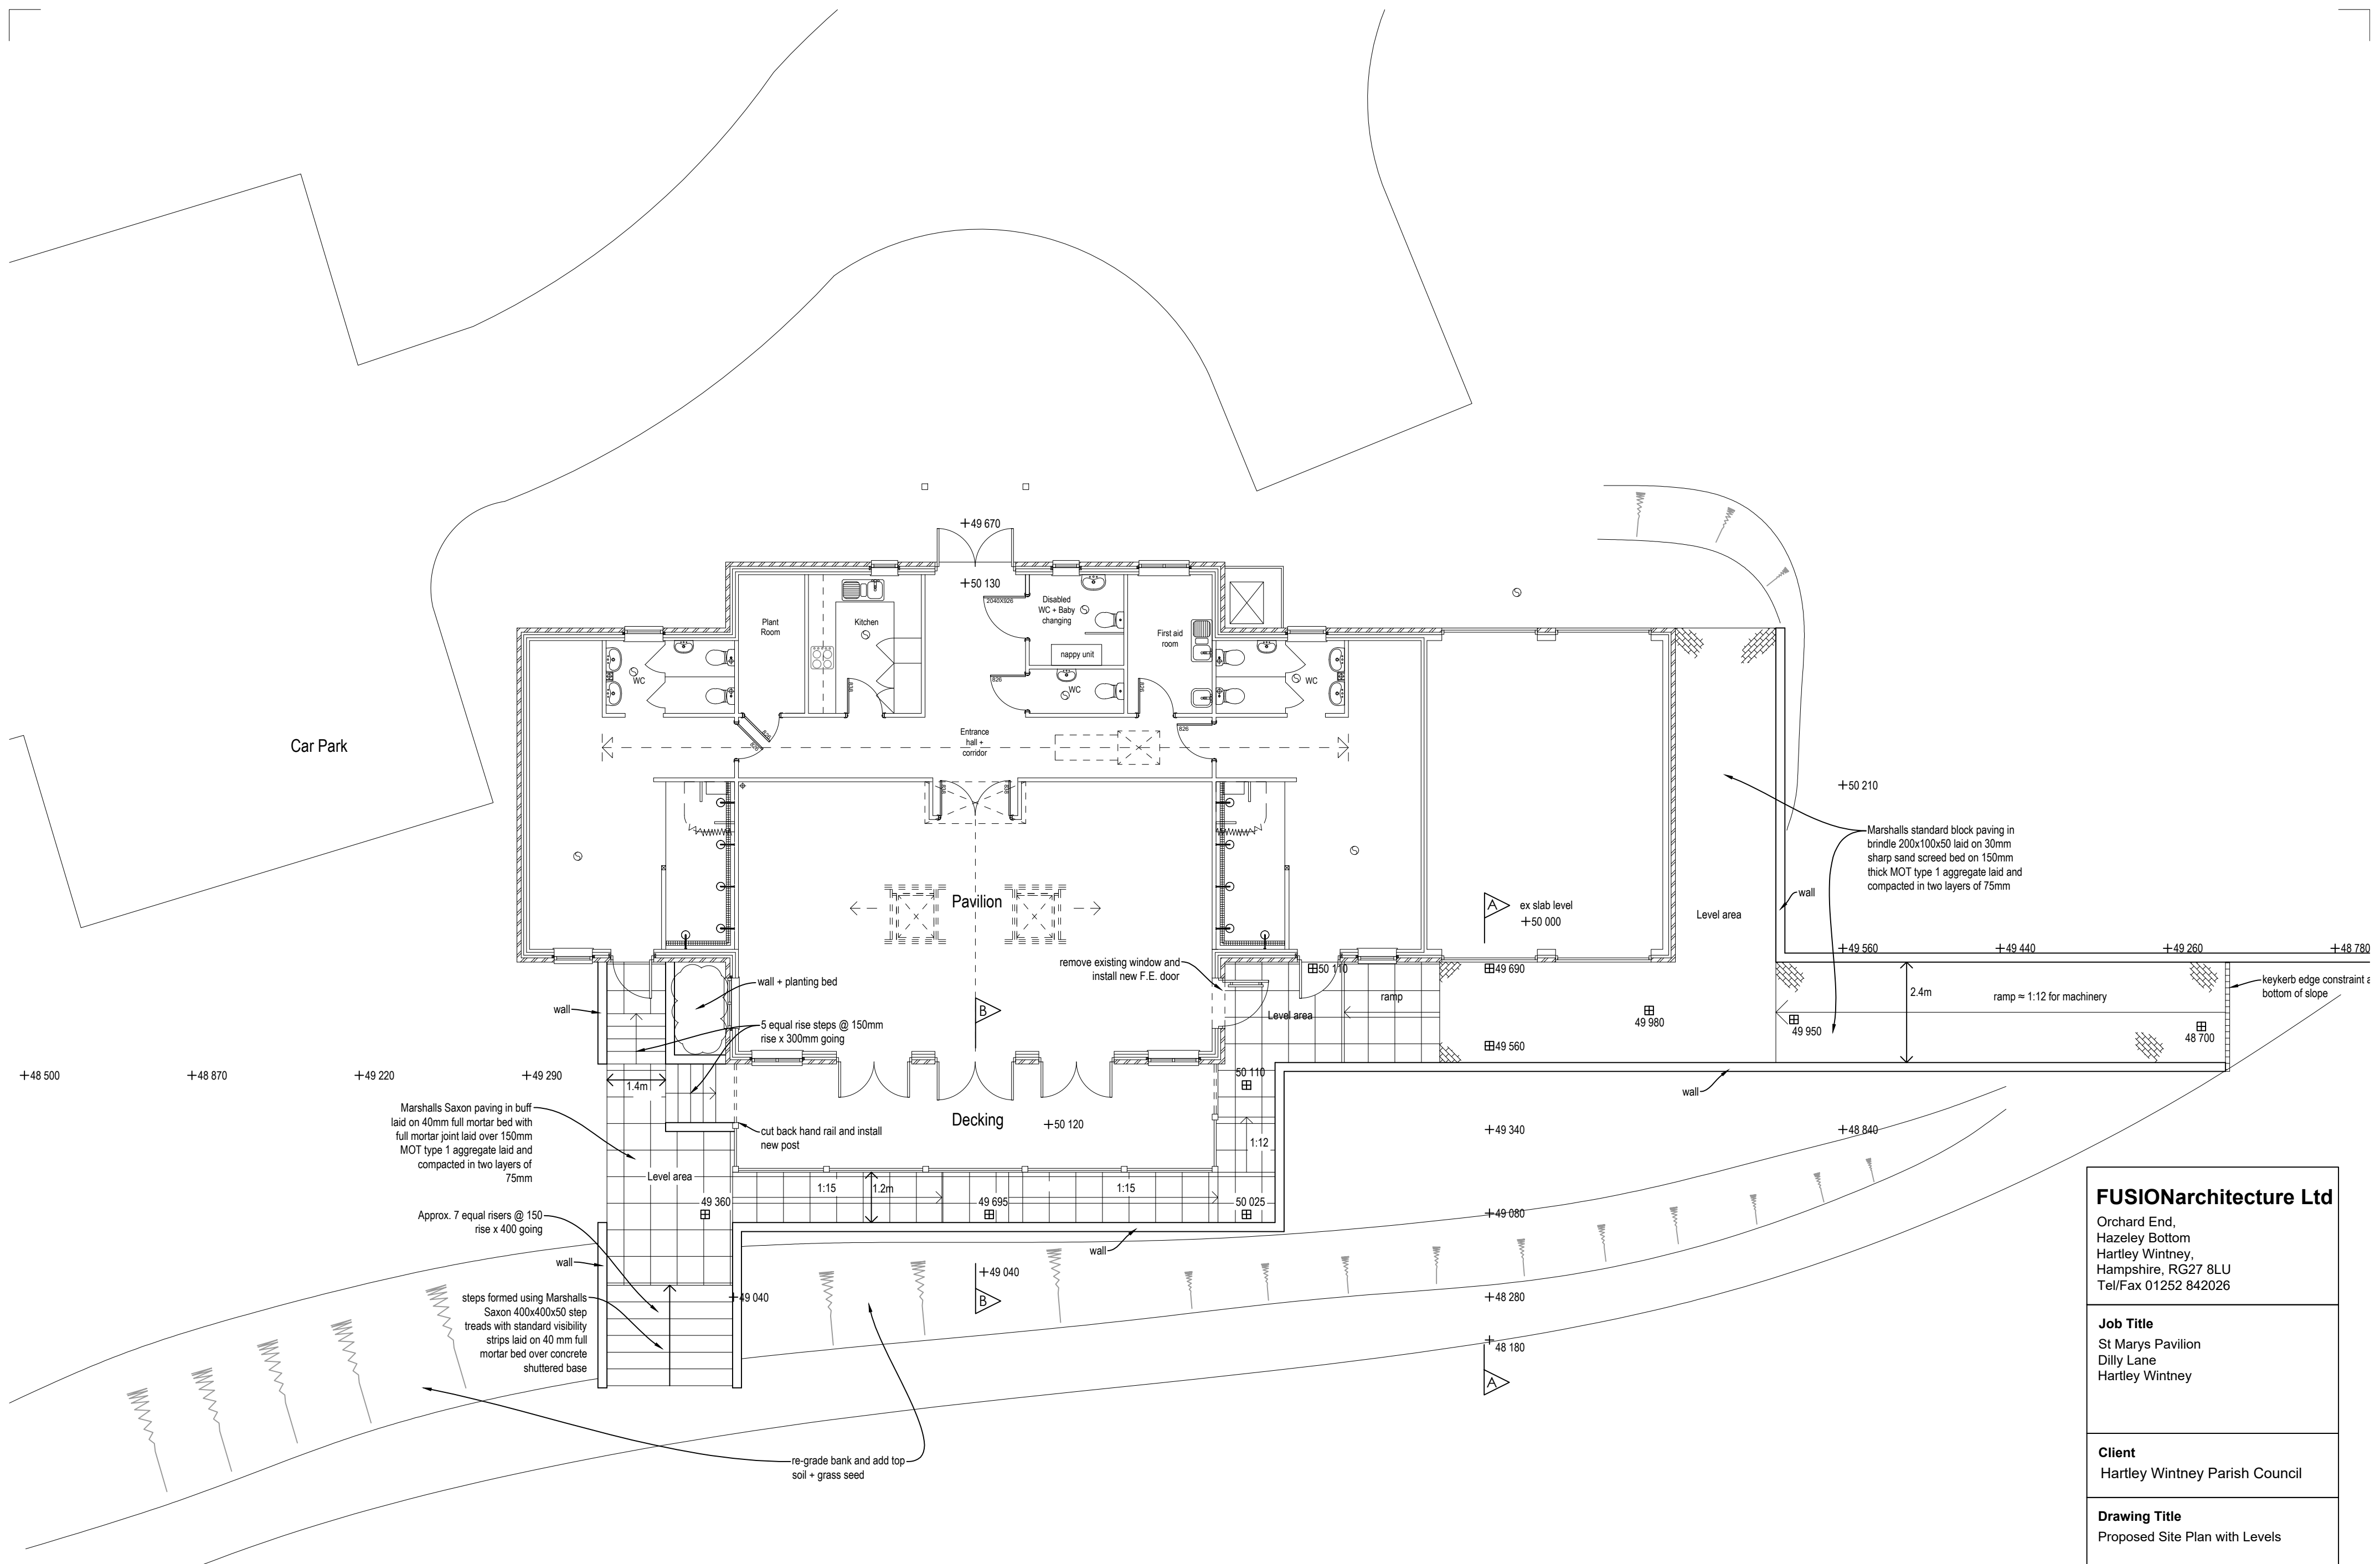 +49 670
+50 130
2040X926
Disabled
WC + Baby
changing
Plant
Room
Kitchen
First aid
room
nappy unit
WC
WC
WC
826
826
826
826
826
826
826
826
826
Entrance
hall +
corridor
Car Park
+50 210
Marshalls standard block paving in
brindle 200x100x50 laid on 30mm
sharp sand screed bed on 150mm
thick MOT type 1 aggregate laid and
compacted in two layers of 75mm
wall
Pavilion
A
ex slab level
+50 000
Level area
+49 560
+49 440
+49 260
+48 780
remove existing window and
install new F.E. door
50 110
49 690
wall + planting bed
keykerb edge constraint a
bottom of slope
ramp
2.4m
ramp ≈ 1:12 for machinery
wall
B
Level area
49 980
49 950
48 700
5 equal rise steps @ 150mm
rise x 300mm going
49 560
+48 500
+48 870
+49 220
+49 290
1.4m
50 110
wall
Marshalls Saxon paving in buff
laid on 40mm full mortar bed with
full mortar joint laid over 150mm
MOT type 1 aggregate laid and
compacted in two layers of
75mm
Decking
+50 120
cut back hand rail and install
new post
1:12
+49 340
+48 840
Level area
1:15
1.2m
1:15
49 360
49 695
50 025
+49 080
Approx. 7 equal risers @ 150
rise x 400 going
wall
wall
+49 040
B
steps formed using Marshalls
Saxon 400x400x50 step
treads with standard visibility
strips laid on 40 mm full
mortar bed over concrete
shuttered base
+49 040
+48 280
+48 180
A
re-grade bank and add top
soil + grass seed
FUSIONarchitecture Ltd
Orchard End,
Hazeley Bottom
Hartley Wintney,
Hampshire, RG27 8LU
Tel/Fax 01252 842026
Job Title
St Marys Pavilion
Dilly Lane
Hartley Wintney
Client
Hartley Wintney Parish Council
Drawing Title
Proposed Site Plan with Levels